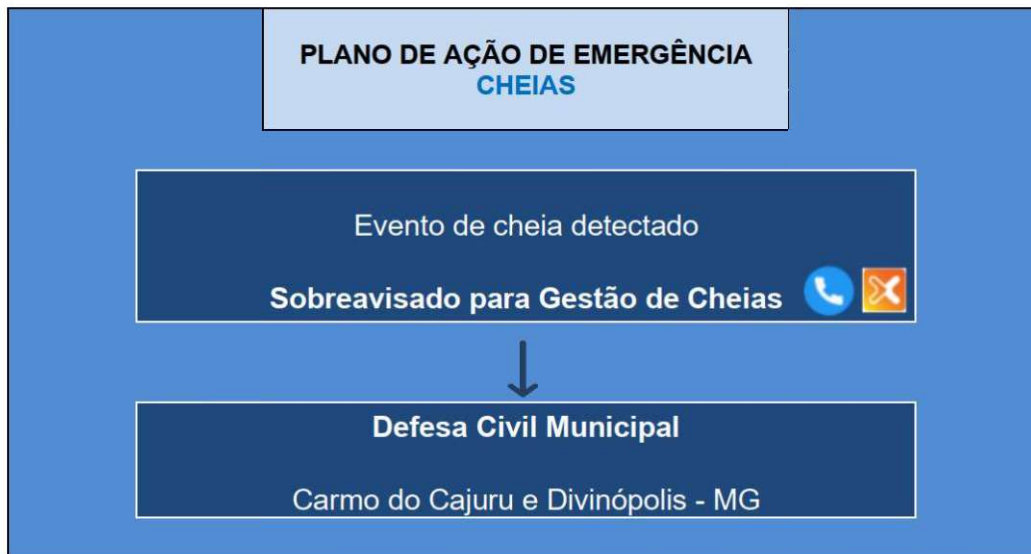 PLANO DE AÇÃO DE EMERGÊNCIA
CHEIAS
Evento de cheia detectado
Sobreavisado para Gestão de Cheias
Defesa Civil Municipal
Carmo do Cajuru e Divinópolis - MG